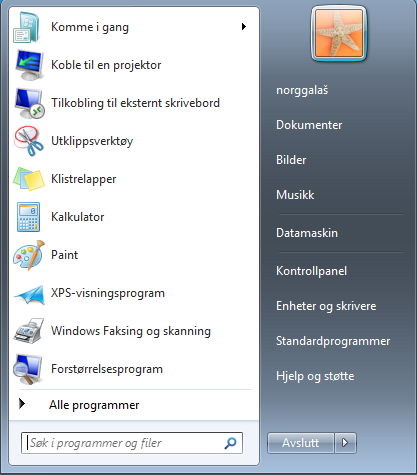 Komme i gang
Koble til en projektor
Tilkobling til eksternt skrivebord
Utklippsverktøy
Klistrelapper
Kalkulator
Paint
XPS-visningsprogram
Windows Faksing og skanning
Forstørrelsesprogram
Alle programmer
Søk i programmer og filer
norggalaš
Dokumenter
Bilder
Musikk
Datamaskin
Kontrollpanel
Enheter og skrivere
Standardprogrammer
Hjelp og støtte
Avslutt